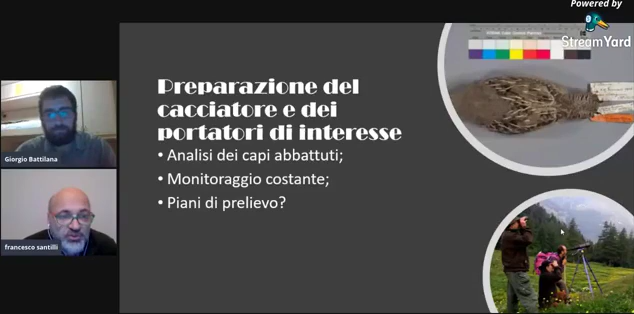 Powered by
StreamYard
Preparazione del
cacciatore e dei
portatori di interesse
• Analisi dei capi abbattuti;
• Monitoraggio costante;
• Piani di prelievo?
Giorgio Battilana
francesco santilli